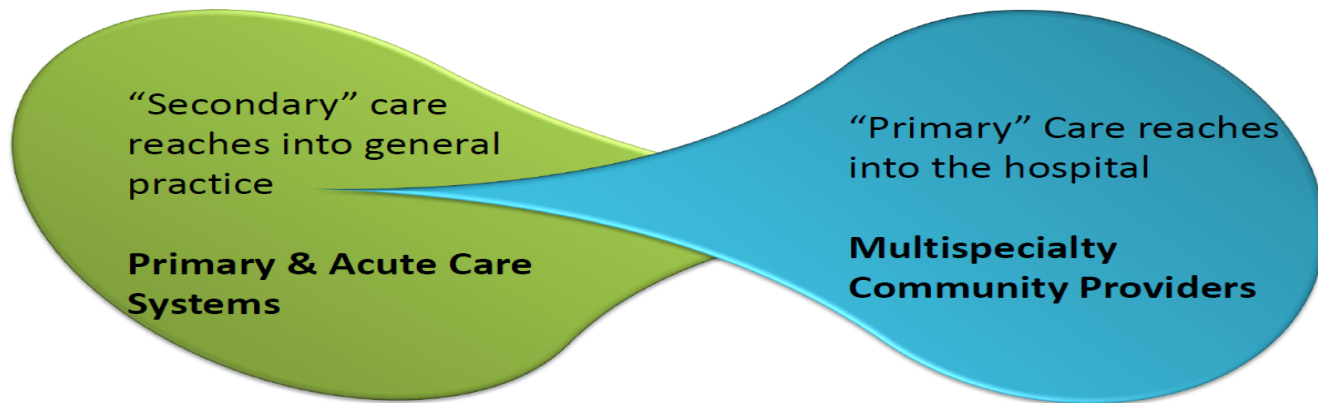 “Secondary” care
reaches into general
practice
Primary & Acute Care
Systems
“Primary” Care reaches
into the hospital
Multispecialty
Community Providers